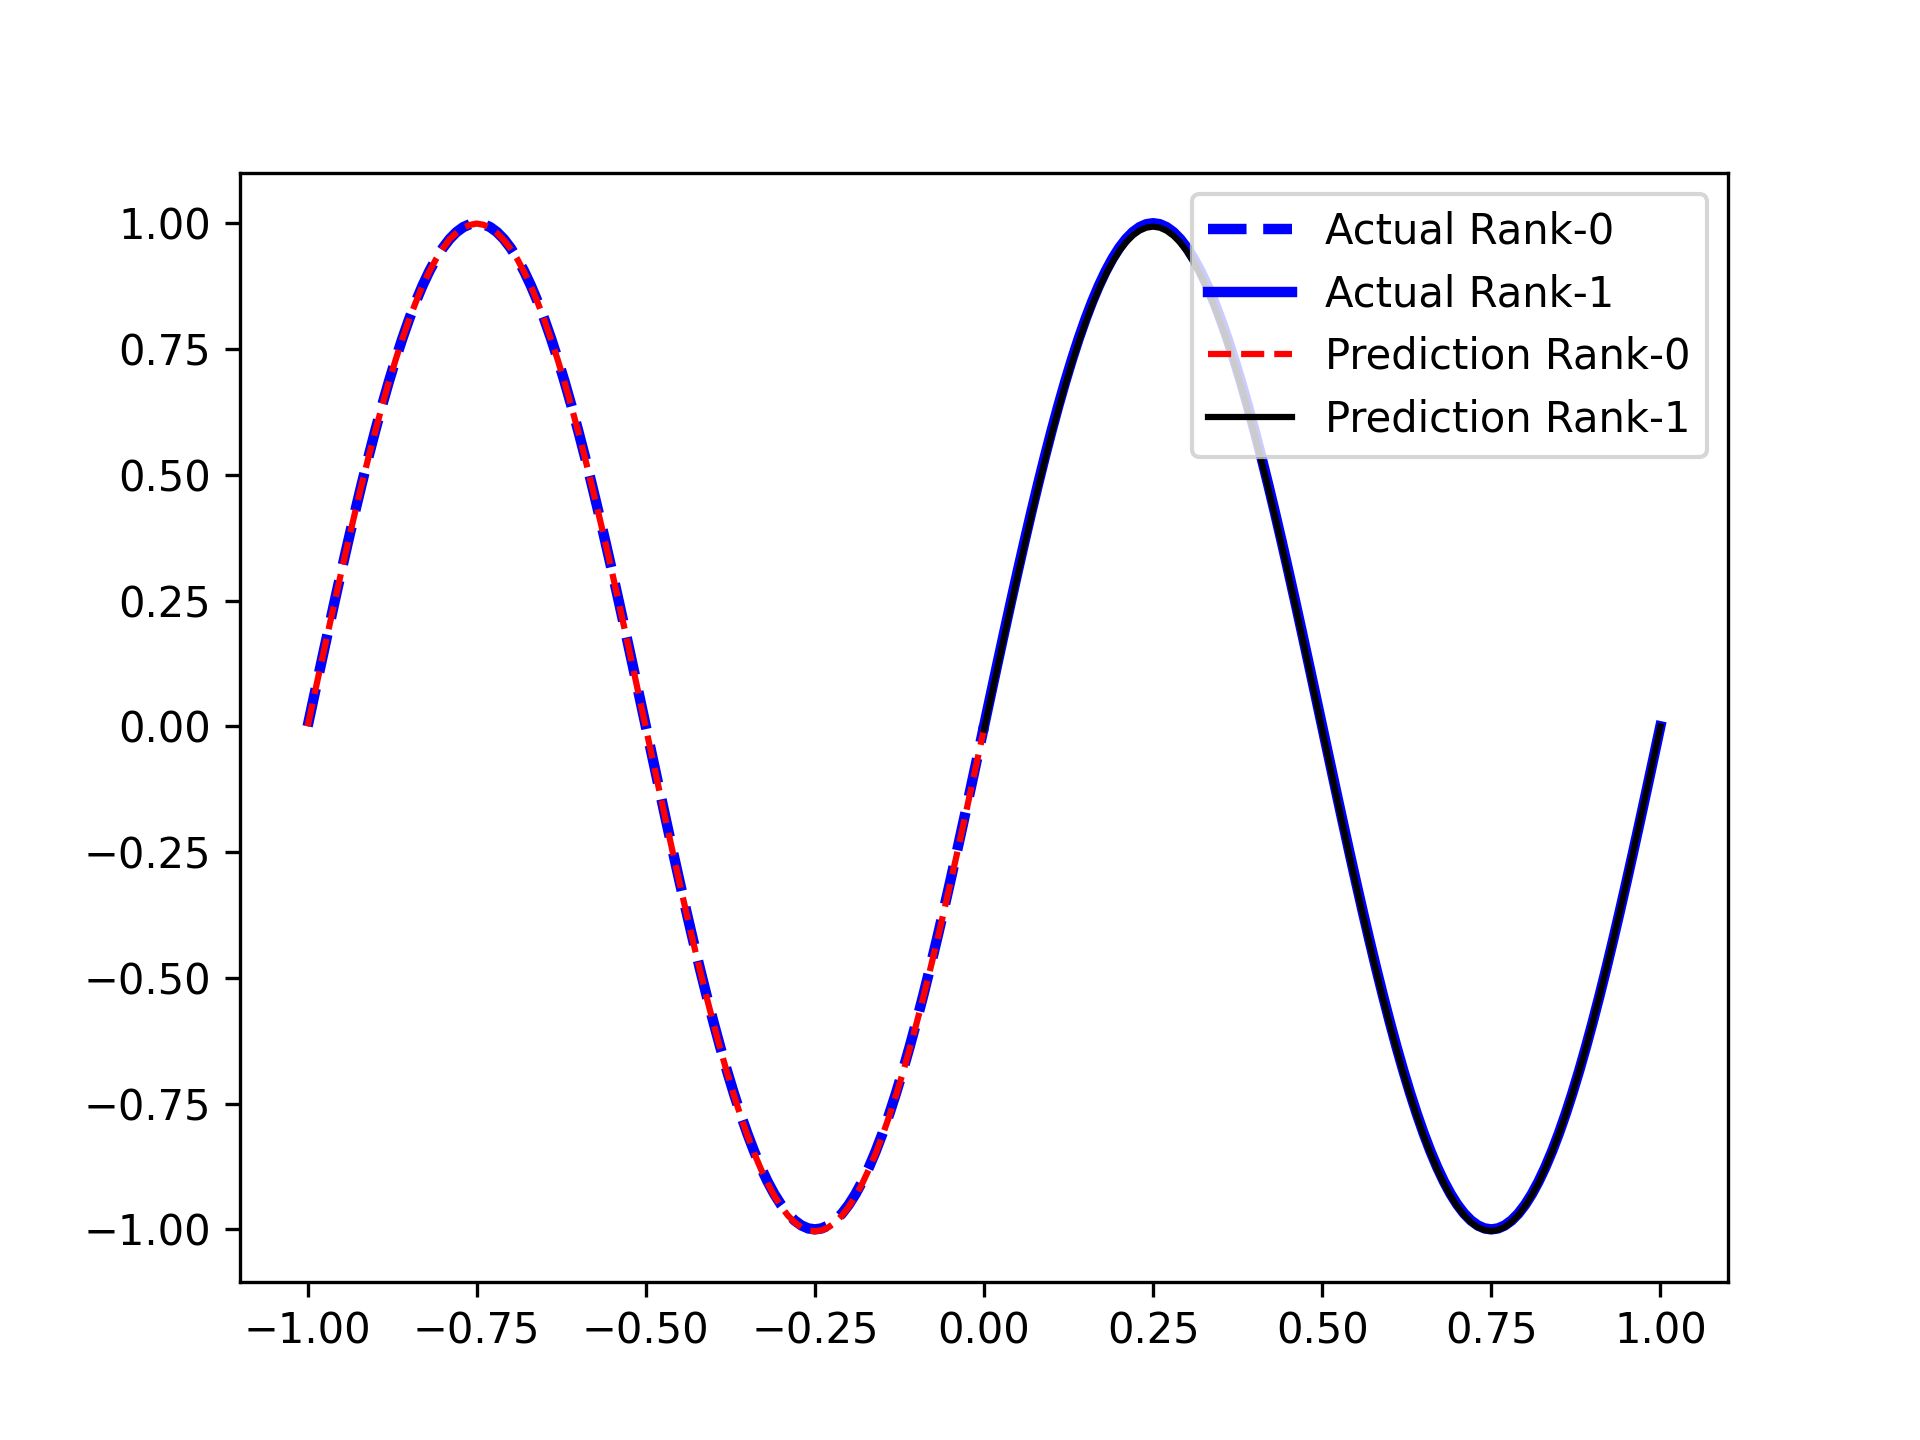 Actual Rank-0
Actual Rank-1
Prediction Rank-0
Prediction Rank-1
1.00
0.75
0.50
0.25
0.00
−0.25
−0.50
−0.75
−1.00
−1.00 −0.75 −0.50 −0.25 0.00 0.25 0.50 0.75 1.00